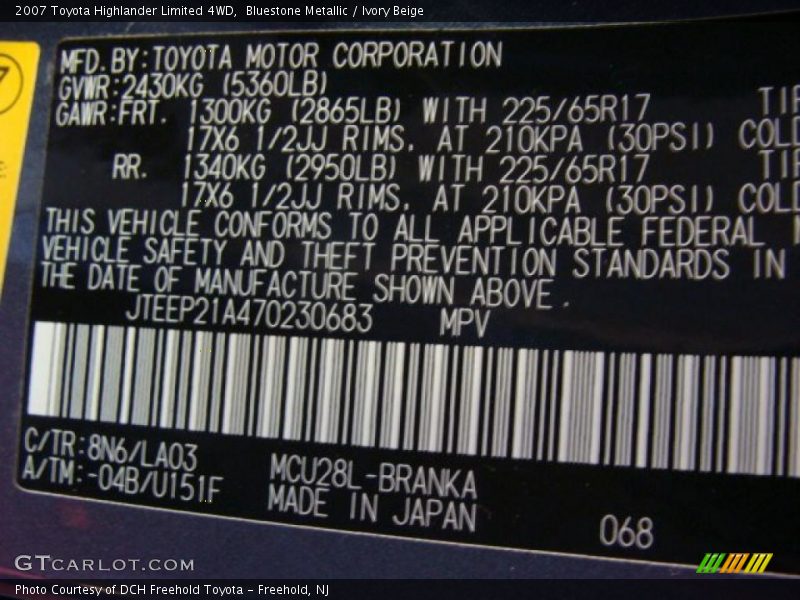 2007 Toyota Highlander Limited 4WD, Bluestone Metallic / Ivory Beige
7
MFD.BY:TOYOTA MOTOR CORPORATION
GVWR:2430KG (5360LB)
GAWR:FRT. 1300KG (2865LB) WITH 225/65R17 TIR
17X6 1/2JJ RIMS, AT 210KPA (30PSI) COLD
RR. 1340KG (2950LB) WITH 225/65R17 TIR
17X6 1/2JJ RIMS, AT 210KPA (30PSI) COLD
THIS VEHICLE CONFORMS TO ALL APPLICABLE FEDERAL
VEHICLE SAFETY AND THEFT PREVENTION STANDARDS IN
THE DATE OF MANUFACTURE SHOWN ABOVE.
JTEEP21A470230683 MPV
C/TR:8N6/LA03
A/TM:-04B/U151F
MCU28L-BRANKA
MADE IN JAPAN
068
GTCARLOT.COM
Photo Courtesy of DCH Freehold Toyota - Freehold, NJ